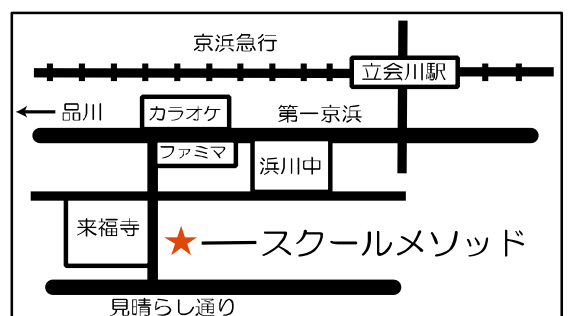 京浜急行
立会川駅
品川
カラオケ
第一京浜
ファミマ
浜川中
来福寺
スクールメソッド
見晴らし通り